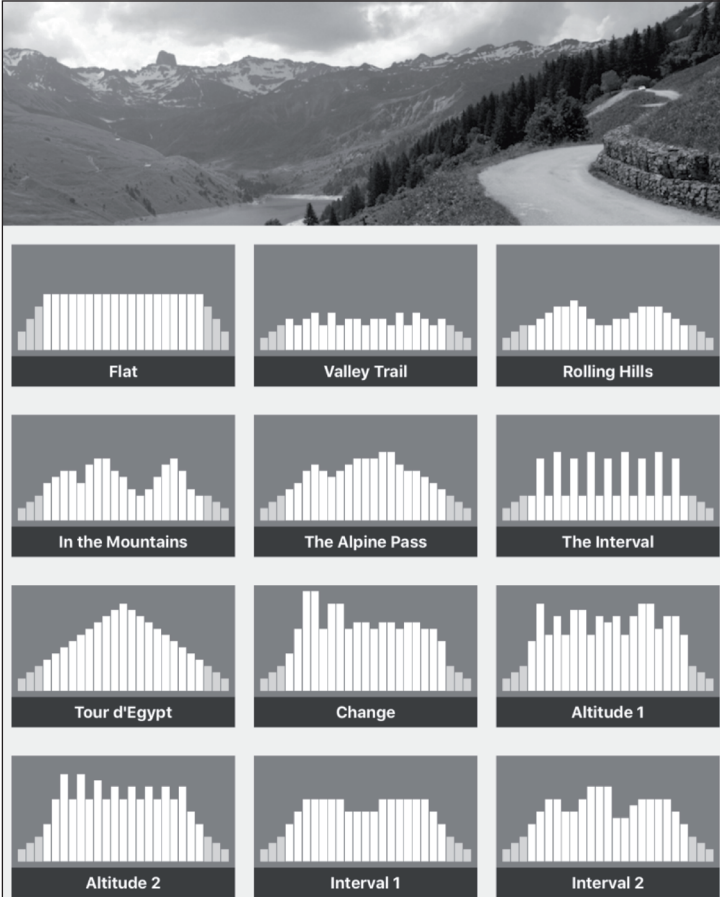 Flat
Valley Trail
Rolling Hills
In the Mountains
The Alpine Pass
The Interval
Tour d'Egypt
Change
Altitude 1
Altitude 2
Interval 1
Interval 2